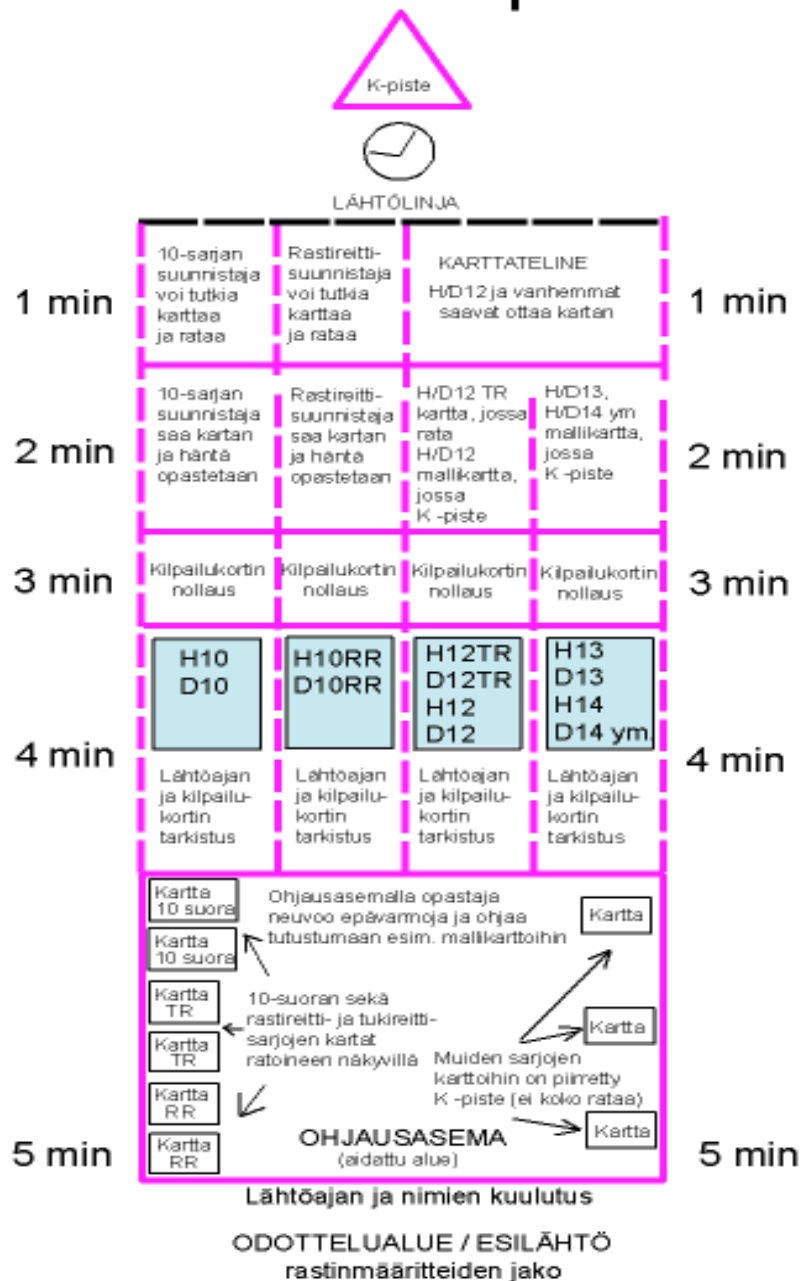 K-piste
LÄHTÖLINJA
1 min
10-sarjan
suunnistaja
voi tutkia
karttaa
ja rataa
Rastireitti-
suunnistaja
voi tutkia
karttaa
ja rataa
KARTTATELINE
H/D12 ja vanhemmat
saavat ottaa kartan
1 min
2 min
10-sarjan
suunnistaja
saa kartan
ja häntä
opastetaan
Rastireitti-
suunnistaja
saa kartan
ja häntä
opastetaan
H/D12 TR
kartta, jossa
rata
H/D12
mallikartta,
jossa
K -piste
H/D13,
H/D14 ym
mallikartta,
jossa
K -piste
2 min
3 min
Kilpailukortin
nollaus
Kilpailukortin
nollaus
Kilpailukortin
nollaus
Kilpailukortin
nollaus
3 min
4 min
H10
D10
H10RR
D10RR
H12TR
D12TR
H12
D12
H13
D13
H14
D14 ym.
4 min
Lähtöajan
ja kilpailu-
kortin
tarkistus
Lähtöajan
ja kilpailu-
kortin
tarkistus
Lähtöajan
ja kilpailu-
kortin
tarkistus
Lähtöajan
ja kilpailu-
kortin
tarkistus
Kartta
10 suora
Kartta
10 suora
Kartta
TR
Kartta
TR
Kartta
RR
Kartta
RR
Ohjausasemalla opastaja
neuvoo epävarmoja ja ohjaa
tutustumaan esim. mallikarttoihin
10-suoran sekä
rastireitti- ja tukireitti-
sarjojen kartat
ratoineen näkyvillä
Kartta
Kartta
Muiden sarjojen
karttoihin on piirretty
K -piste (ei koko rataa)
Kartta
5 min
OHJAUSASEMA
(aidattu alue)
5 min
Lähtöajan ja nimien kuulutus
ODOTTELUALUE / ESILÄHTÖ
rastinmääritteiden jako